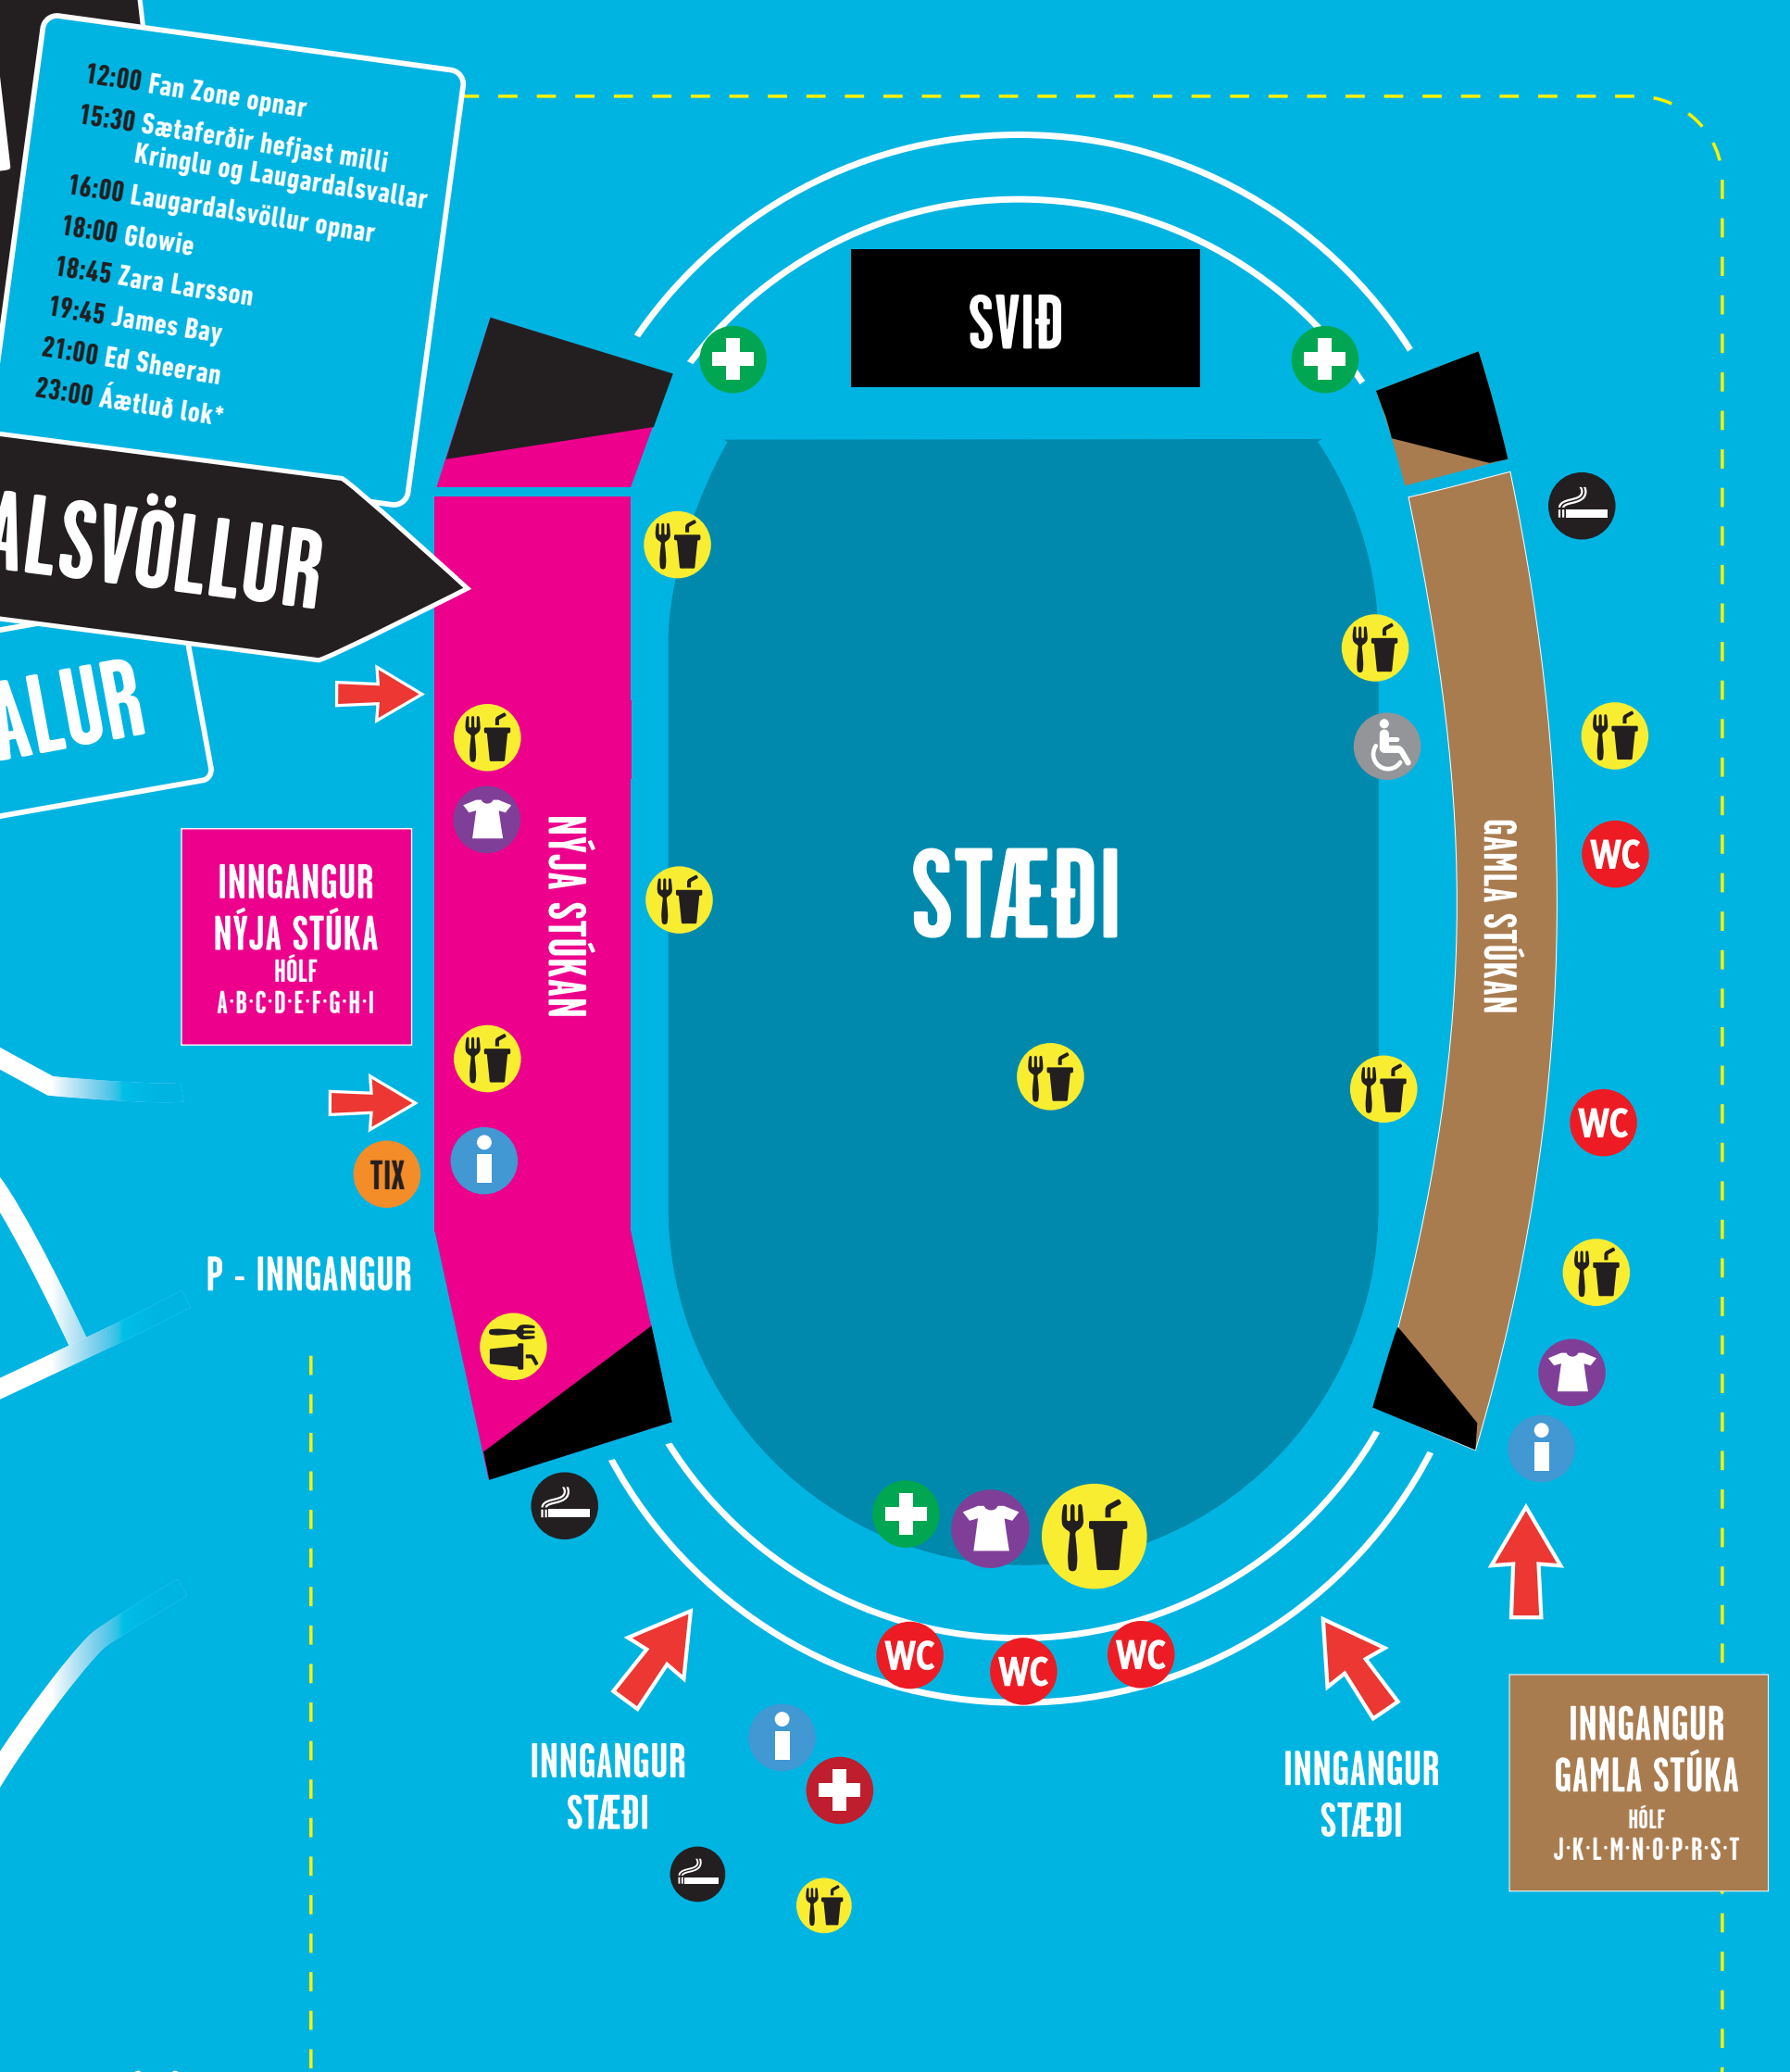 12:00 Fan Zone opnar
15:30 Sætaferðir hefjast milli
Kringlu og Laugardalsvallar
16:00 Laugardalsvöllur opnar
18:00 Glowie
18:45 Zara Larsson
19:45 James Bay
21:00 Ed Sheeran
23:00 Áætluð lok*
ALSVÖLLUR
ALUR
SVIÐ
INNGANGUR
NÝJA STÚKA
HÓLF
A·B·C·D·E·F·G·H·I
NÝJA STÚKAN
STÆÐI
GAMLA STÚKAN
WC
WC
TIX
P - INNGANGUR
WC
WC
WC
INNGANGUR
STÆÐI
INNGANGUR
STÆÐI
INNGANGUR
GAMLA STÚKA
HÓLF
J·K·L·M·N·O·P·R·S·T